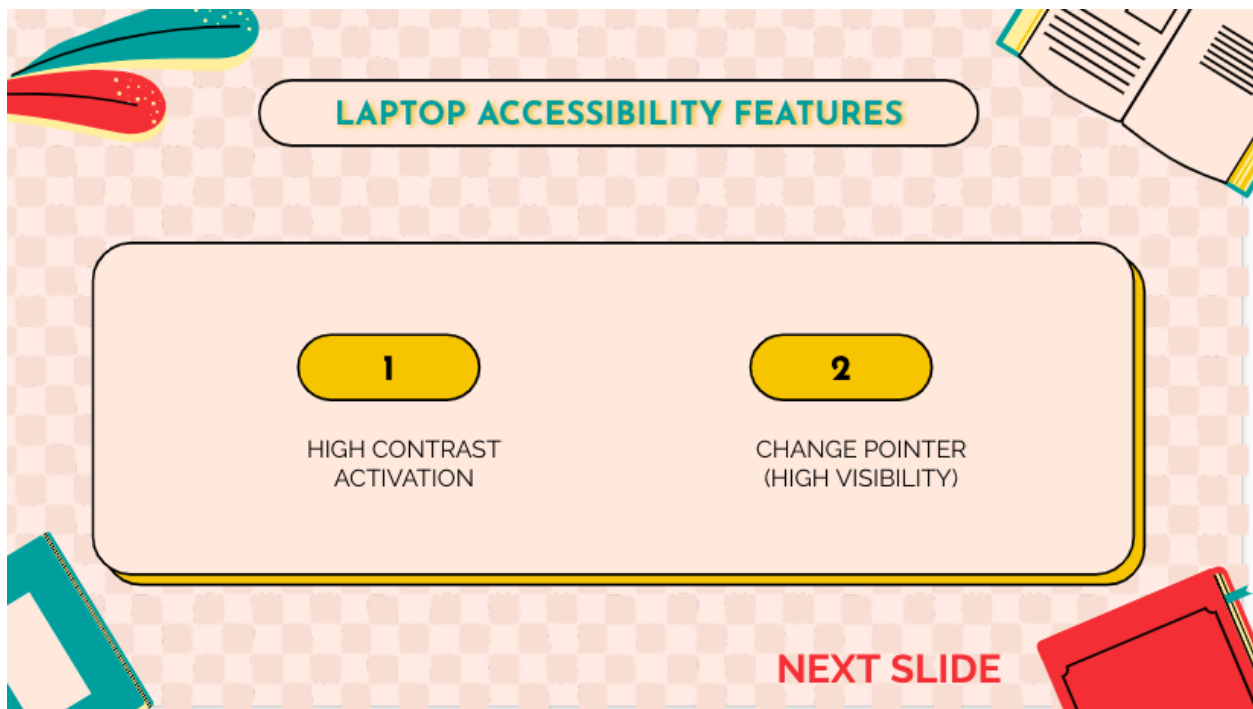 LAPTOP ACCESSIBILITY FEATURES
1
HIGH CONTRAST
ACTIVATION
2
CHANGE POINTER
(HIGH VISIBILITY)
NEXT SLIDE